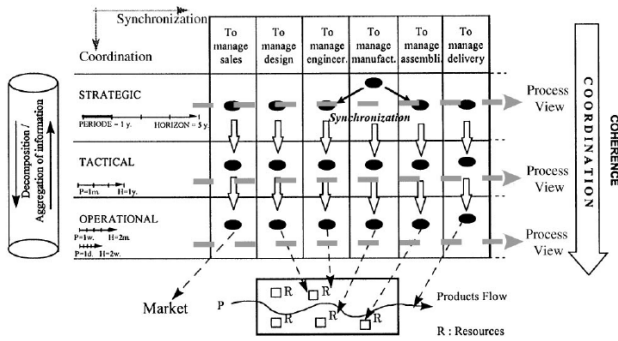 Synchronization
Coordination
To manage sales
To manage design
To manage engineer.
To manage manufact.
To manage assembli.
To manage delivery
STRATEGIC
PERIODE = 1 y.
HORIZON = 5 y.
Synchronization
Process View
TACTICAL
P=1m.
H=1y.
Process View
OPERATIONAL
P=1w.
H=2m.
P=1d.
H=2w.
Process View
Decomposition /
Aggregation of information
COORDINATION
COHERENCE
Market
P
R
R
R
R
R
Products Flow
R : Resources